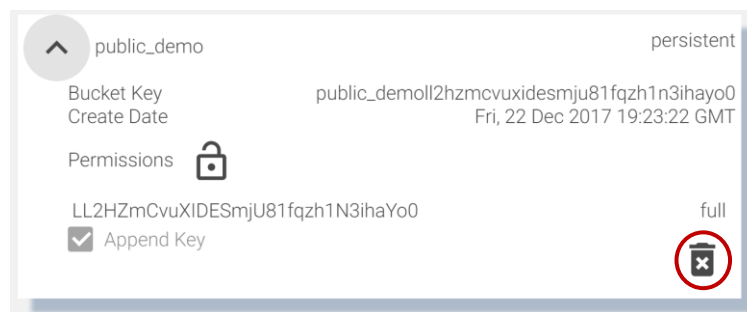 public_demo persistent
Bucket Key public_demoll2hzmcvuxidesmju81fqzh1n3ihayo0
Create Date Fri, 22 Dec 2017 19:23:22 GMT
Permissions
LL2HZmCvuXIDESmjU81fqzh1N3ihaYo0 full
Append Key